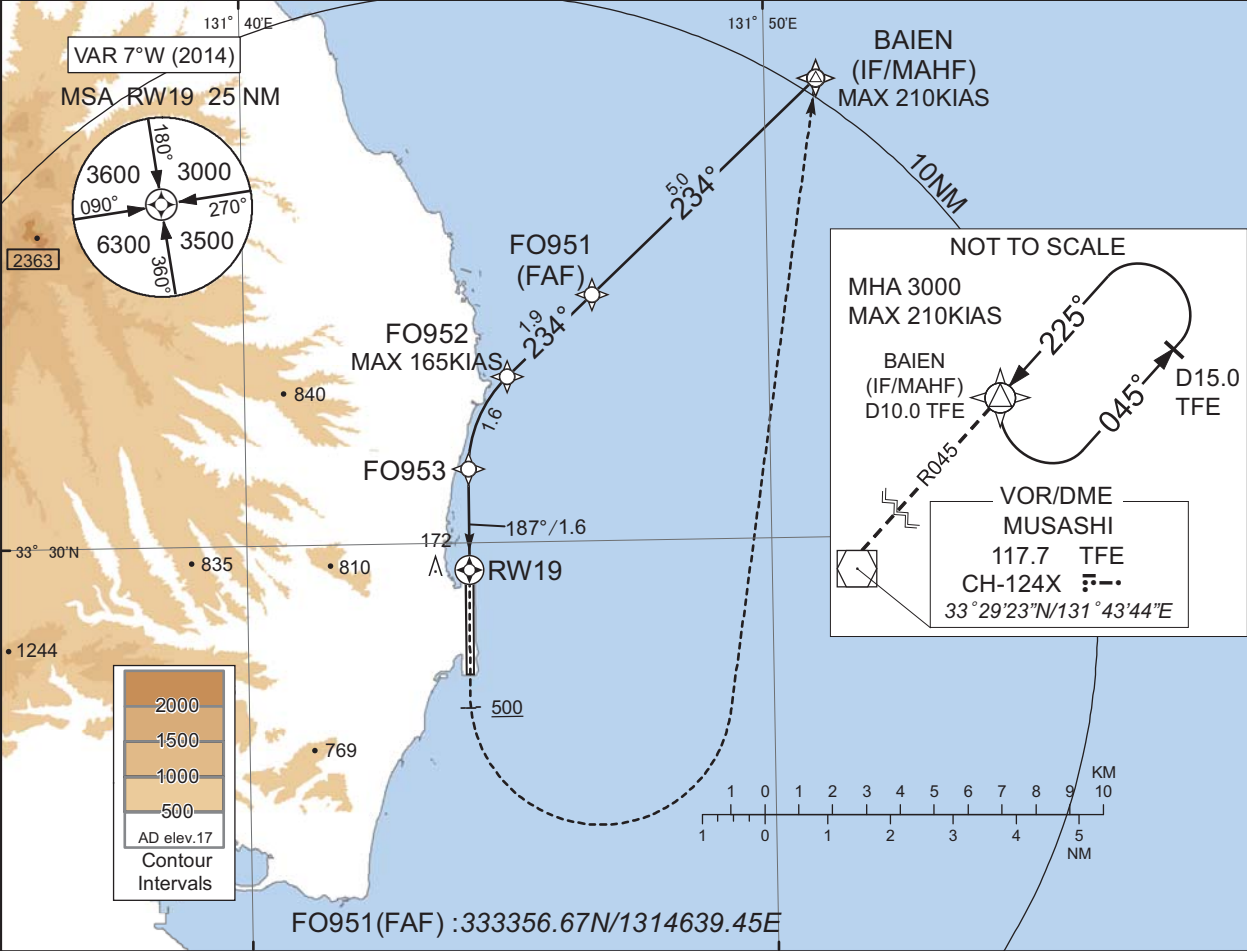 131° 40'E
131° 50'E
VAR 7°W (2014)
MSA RW19 25 NM
180°
3600
3000
090°
270°
6300
3500
360°
2363
BAIEN
(IF/MAHF)
MAX 210KIAS
10NM
5.0
234°
FO951
(FAF)
1.9
234°
FO952
MAX 165KIAS
840
1.6
FO953
187°/1.6
172
33° 30'N
835
810
RW19
1244
500
769
2000
1500
1000
500
AD elev.17
Contour
Intervals
NOT TO SCALE
MHA 3000
MAX 210KIAS
225°
BAIEN
(IF/MAHF)
D10.0 TFE
045°
D15.0
TFE
R045
VOR/DME
MUSASHI
117.7 TFE
CH-124X
33°29'23"N/131°43'44"E
KM
1 0 1 2 3 4 5 6 7 8 9 10
1 0 1 2 3 4 5
NM
FO951(FAF) :333356.67N/1314639.45E